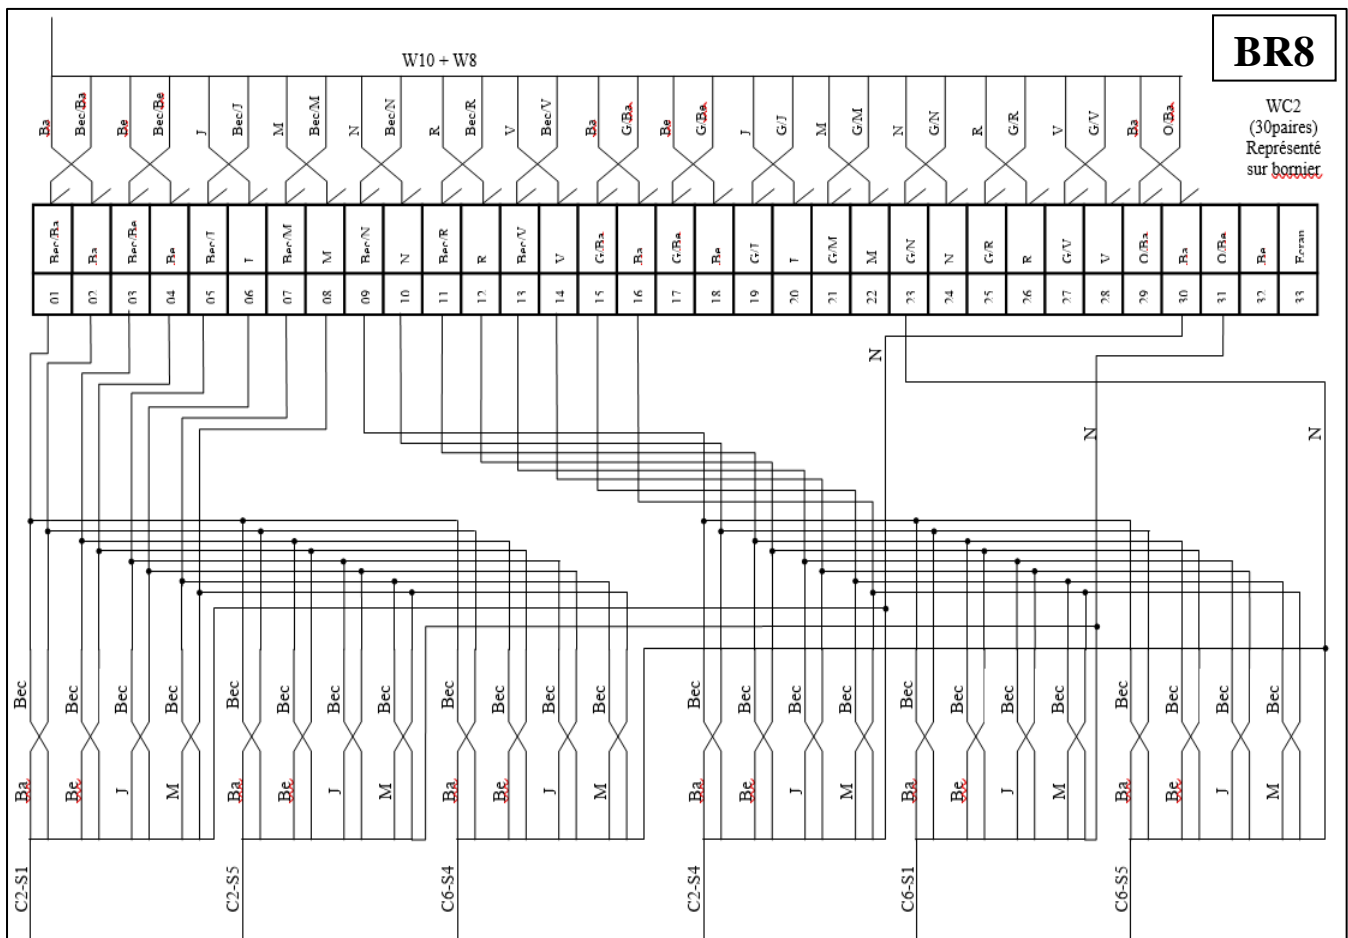 BR8
W10 + W8
WC2
(30paires)
Représenté
sur bornier
Ba Bec/Ba Be Bec/Be J Bec/J M Bec/M N Bec/N R Bec/R V Bec/V Ba G/Ba Be G/Be J G/J M G/M N G/N R G/R V G/V Ba O/Ba
Bec/Ba Ba Bec/Be Be Bec/J J Bec/M M Bec/N N Bec/R R Bec/V V G/Ba Ba G/Be Be G/J J G/M M G/N N G/R R G/V V O/Ba Ba O/Be Be Ecran
01 02 03 04 05 06 07 08 09 10 11 12 13 14 15 16 17 18 19 20 21 22 23 24 25 26 27 28 29 30 31 32 33
N
N N
Bec Bec Bec Bec Bec Bec Bec Bec Bec Bec Bec Bec Bec Bec Bec Bec Bec Bec Bec Bec Bec Bec Bec Bec
Ba Be J M Ba Be J M Ba Be J M Ba Be J M Ba Be J M Ba Be J M
C2-S1 C2-S5 C6-S4 C2-S4 C6-S1 C6-S5